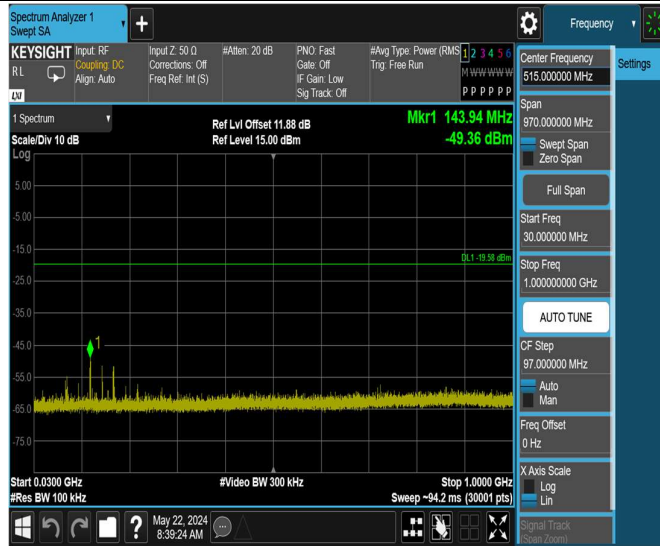 Spectrum Analyzer 1
Swept SA
+
Frequency
KEYSIGHT
RL
LXI
Input: RF
Coupling: DC
Align: Auto
Input Z: 50 Ω
Corrections: Off
Freq Ref: Int (S)
#Atten: 20 dB
PNO: Fast
Gate: Off
IF Gain: Low
Sig Track: Off
#Avg Type: Power (RMS
Trig: Free Run
1 2 3 4 5 6
M W W W W W
P P P P P P
Center Frequency
515.000000 MHz
Settings
1 Spectrum
Scale/Div 10 dB
Ref Lvl Offset 11.88 dB
Ref Level 15.00 dBm
Mkr1 143.94 MHz
-49.36 dBm
Span
970.000000 MHz
Swept Span
Zero Span
Full Span
Start Freq
30.000000 MHz
Stop Freq
1.000000000 GHz
AUTO TUNE
CF Step
97.000000 MHz
Auto
Man
Freq Offset
0 Hz
X Axis Scale
Log
Lin
Signal Track
(Span Zoom)
Log
5.00
-5.00
-15.0
-25.0
-35.0
-45.0
-55.0
-65.0
-75.0
DL1 -19.58 dBm
1
Start 0.0300 GHz
#Res BW 100 kHz
#Video BW 300 kHz
Stop 1.0000 GHz
Sweep ~94.2 ms (30001 pts)
?
May 22, 2024
8:39:24 AM